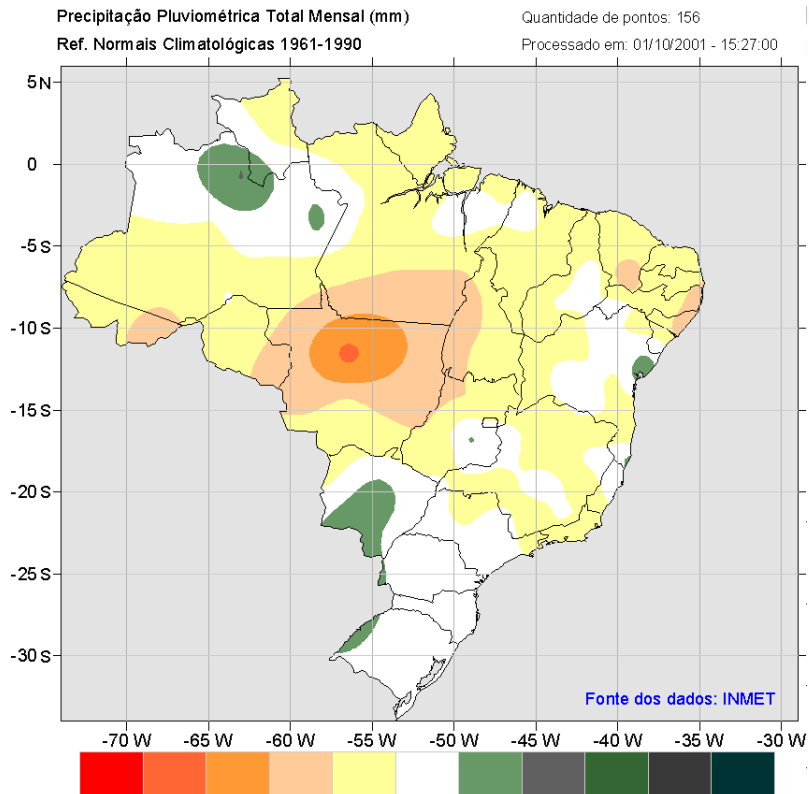 Precipitação Pluviométrica Total Mensal (mm)
Quantidade de pontos: 156
Ref. Normais Climatológicas 1961-1990
Processado em: 01/10/2001 - 15:27:00
5 N
0
-5 S
-10 S
-15 S
-20 S
-25 S
-30 S
Fonte dos dados: INMET
-70 W -65 W -60 W -55 W -50 W -45 W -40 W -35 W -30 W